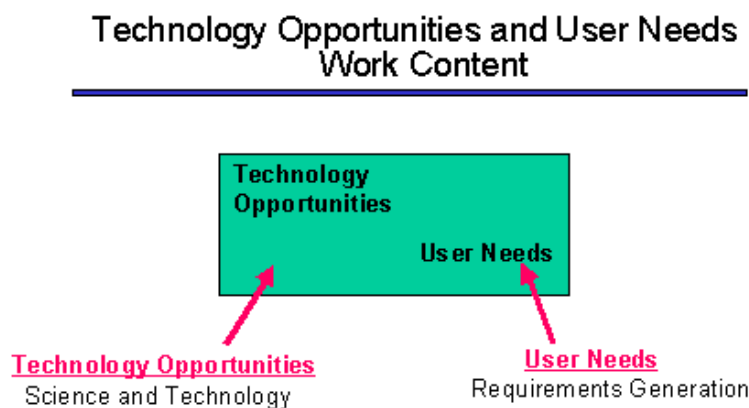 Technology Opportunities and User Needs
Work Content
Technology
Opportunities
User Needs
Technology Opportunities
Science and Technology
User Needs
Requirements Generation